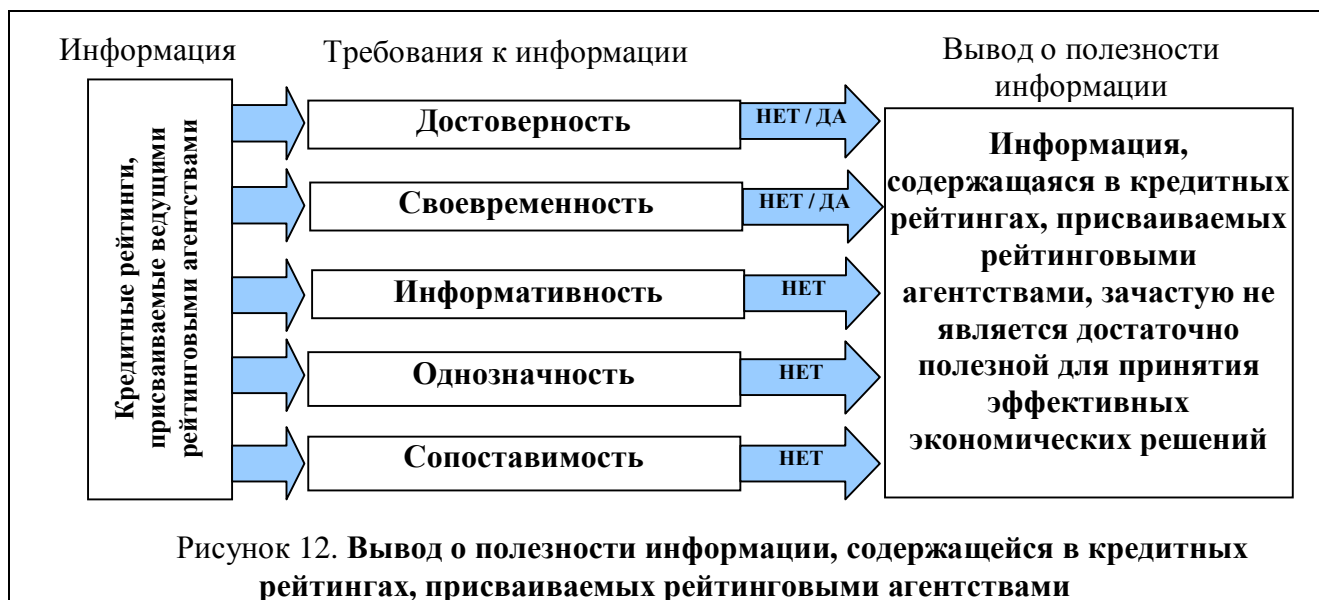 Информация
Требования к информации
Вывод о полезности
информации
Кредитные рейтинги,
присваиваемые ведущими
рейтинговыми агентствами
Достоверность
НЕТ / ДА
Своевременность
НЕТ / ДА
Информативность
НЕТ
Однозначность
НЕТ
Сопоставимость
НЕТ
Информация,
содержащаяся в кредитных
рейтингах, присваиваемых
рейтинговыми
агентствами, зачастую не
является достаточно
полезной для принятия
эффективных
экономических решений
Рисунок 12. Вывод о полезности информации, содержащейся в кредитных
рейтингах, присваиваемых рейтинговыми агентствами